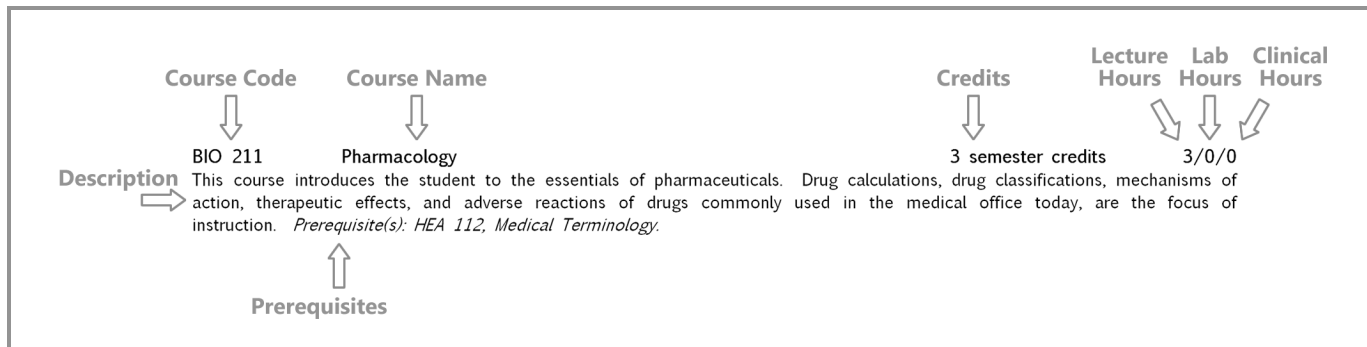 Lecture Hours Lab Hours Clinical Hours
Course Code Course Name Credits
BIO 211 Pharmacology 3 semester credits 3/0/0
Description
This course introduces the student to the essentials of pharmaceuticals. Drug calculations, drug classifications, mechanisms of
action, therapeutic effects, and adverse reactions of drugs commonly used in the medical office today, are the focus of
instruction. Prerequisite(s): HEA 112, Medical Terminology.
Prerequisites